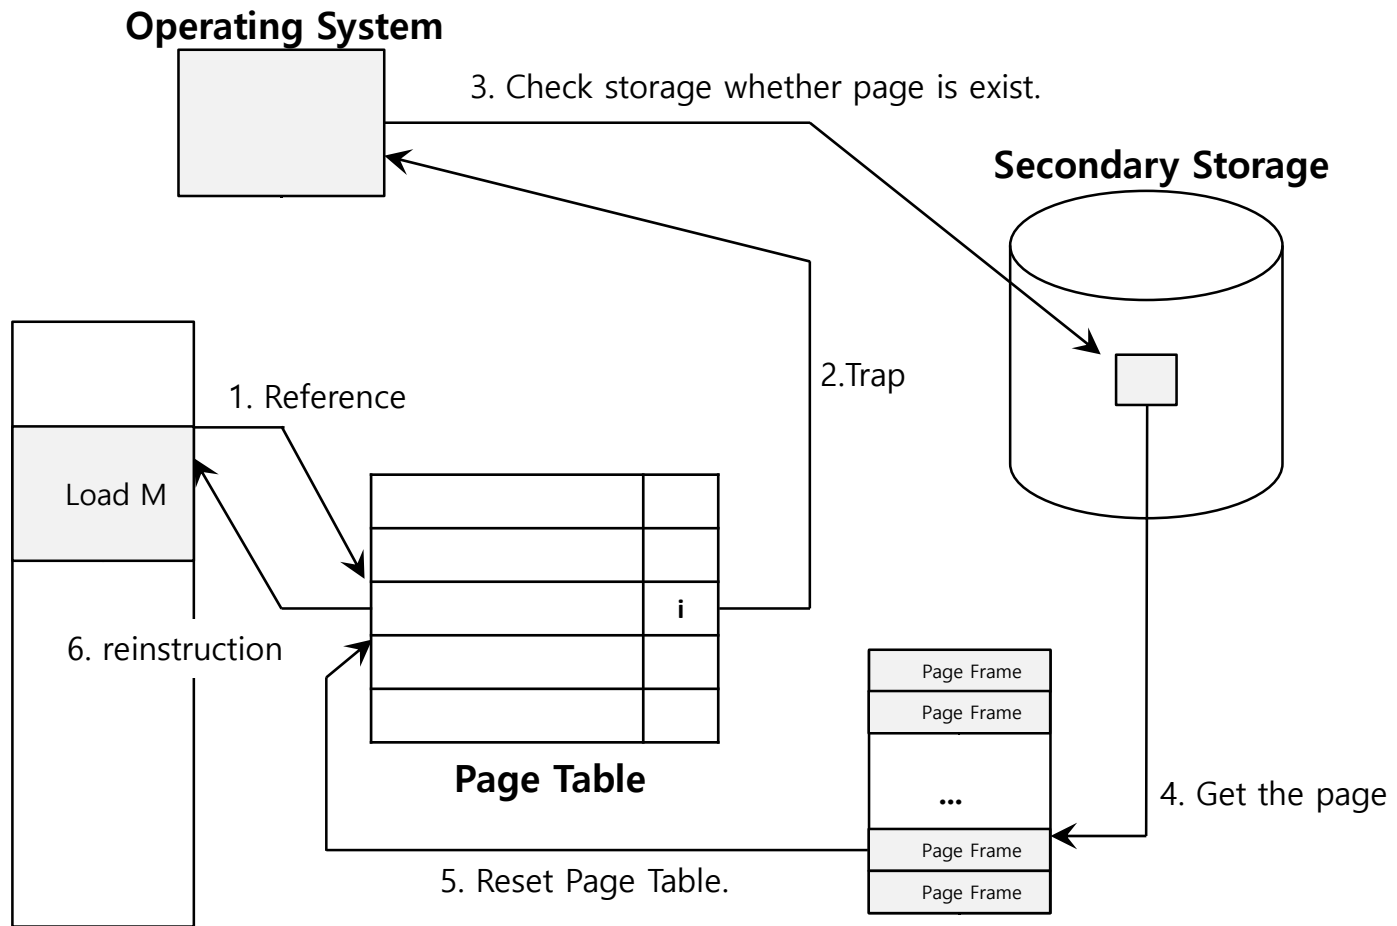 Operating System
3. Check storage whether page is exist.
Secondary Storage
2.Trap
1. Reference
Load M
i
6. reinstruction
Page Frame
Page Frame
Page Table
...
4. Get the page
Page Frame
5. Reset Page Table.
Page Frame